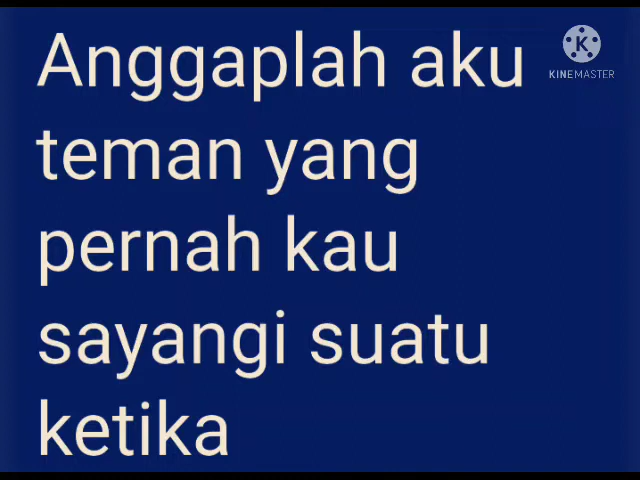 Anggaplah aku
KINEMASTER
teman yang
pernah kau
sayangi suatu
ketika